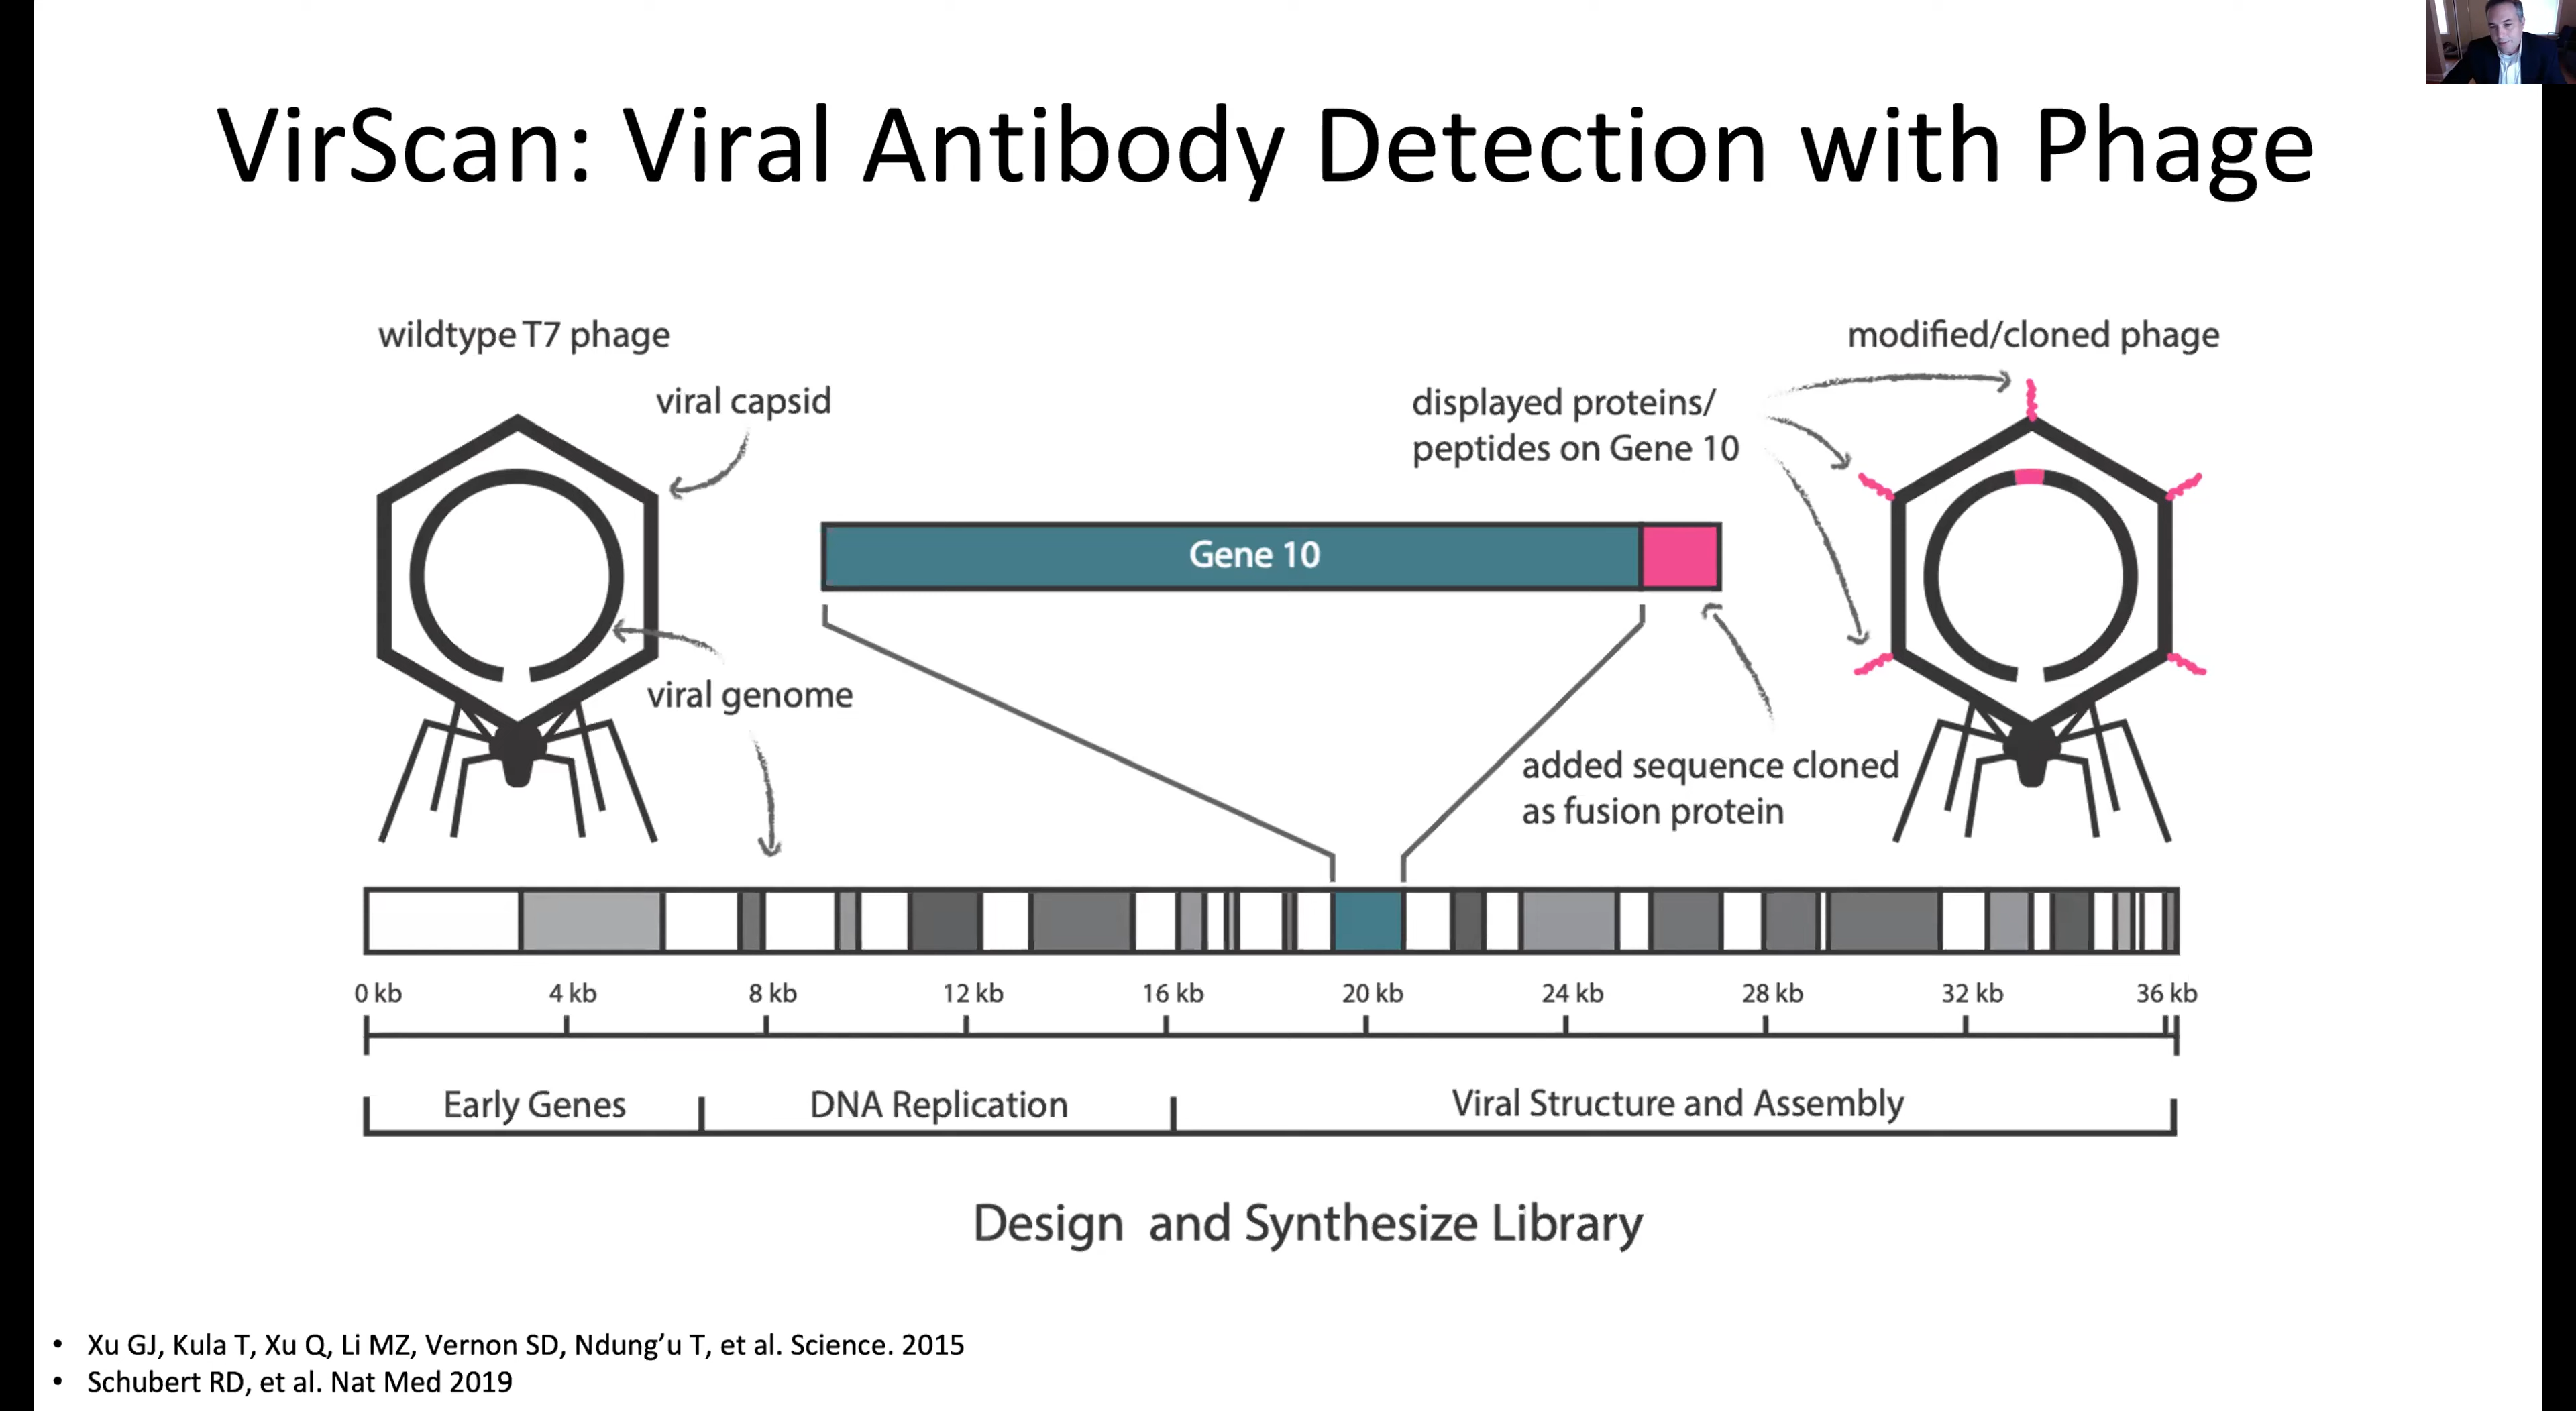 VirScan: Viral Antibody Detection with Phage
wildtype T7 phage
viral capsid
viral genome
Gene 10
displayed proteins/
peptides on Gene 10
modified/cloned phage
added sequence cloned
as fusion protein
0 kb 4 kb 8 kb 12 kb 16 kb 20 kb 24 kb 28 kb 32 kb 36 kb
Early Genes DNA Replication Viral Structure and Assembly
Design and Synthesize Library
• Xu GJ, Kula T, Xu Q, Li MZ, Vernon SD, Ndung’u T, et al. Science. 2015
• Schubert RD, et al. Nat Med 2019